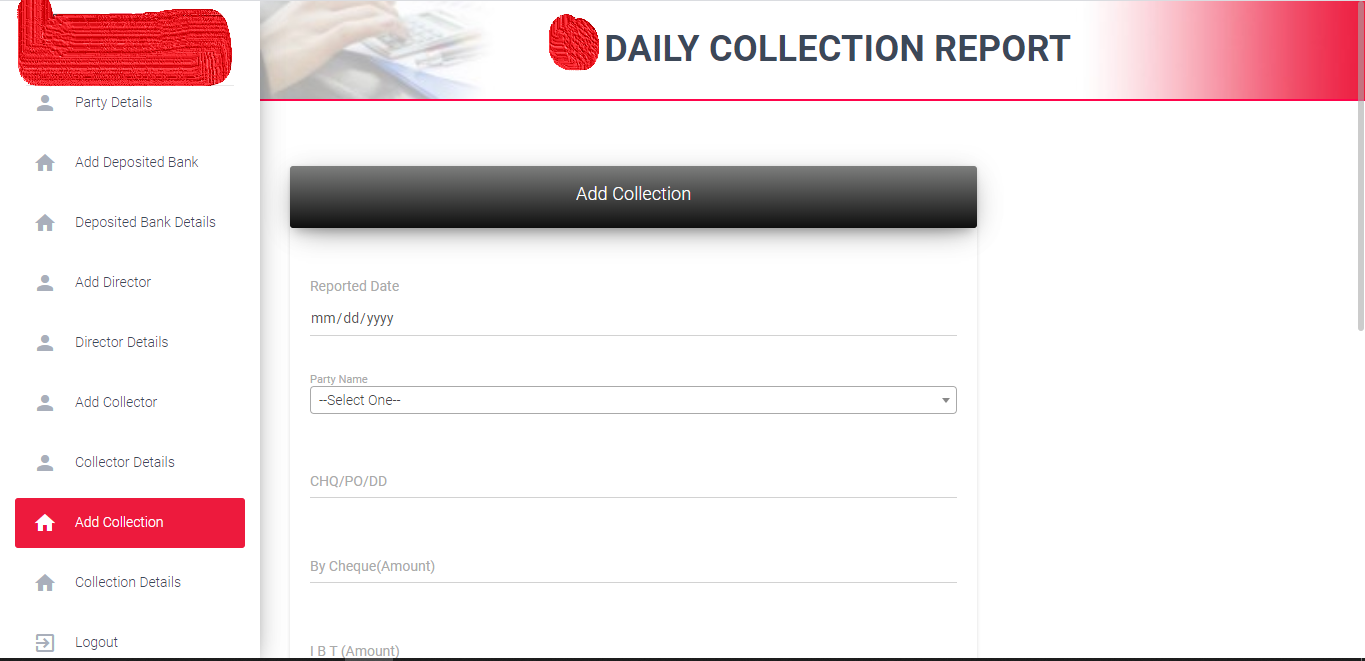 DAILY COLLECTION REPORT
Party Details
Add Deposited Bank
Deposited Bank Details
Add Director
Director Details
Add Collector
Collector Details
Add Collection
Collection Details
Logout
Add Collection
Reported Date
mm/dd/yyyy
Party Name
--Select One--
CHQ/PO/DD
By Cheque(Amount)
I B T (Amount)